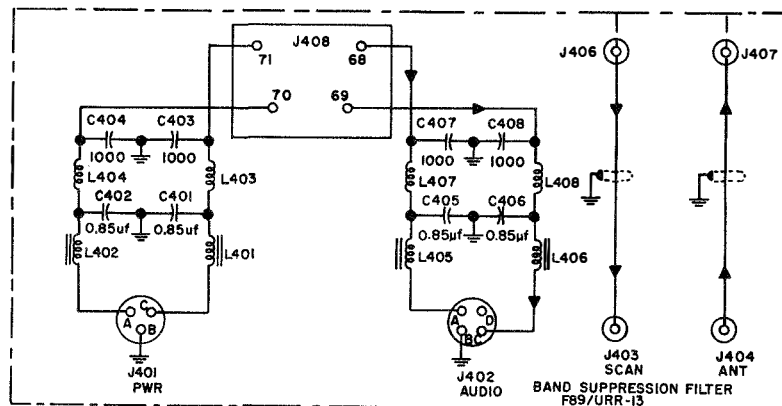 J408
71
68
70
69
J406
J407
C404
C403
1000
1000
L404
L403
C402
C401
0.85uf
0.85uf
L402
L401
A
C
B
J401
PWR
C407
C408
1000
1000
L407
L408
C405
C406
0.85µf
0.85µf
L405
L406
A
D
B
C
J402
AUDIO
J403
SCAN
J404
ANT
BAND SUPPRESSION FILTER
F89/URR-13